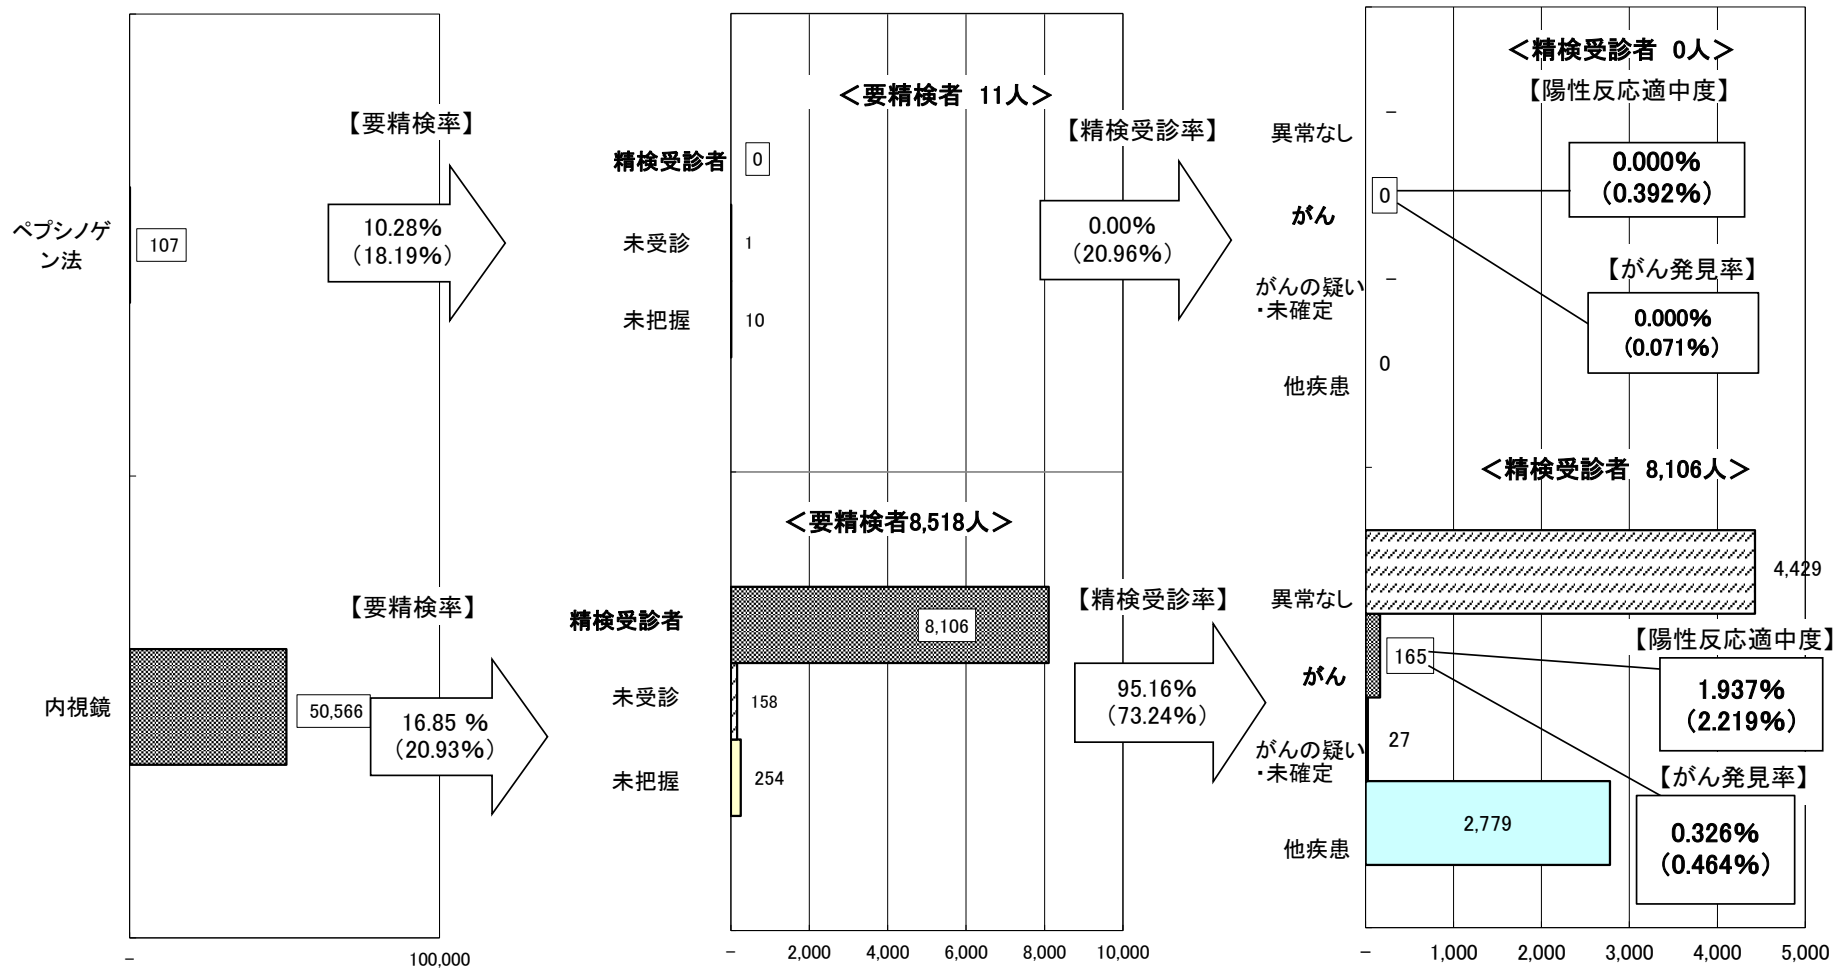 ペプシノゲ
ン法
107
【要精検率】
10.28%
(18.19%)
＜要精検者 11人＞
精検受診者
0
未受診
1
未把握
10
【精検受診率】
0.00%
(20.96%)
＜精検受診者 0人＞
【陽性反応適中度】
異常なし
－
0.000%
(0.392%)
がん
0
【がん発見率】
0.000%
(0.071%)
がんの疑い
・未確定
－
他疾患
0
内視鏡
50,566
【要精検率】
16.85 %
(20.93%)
＜要精検者8,518人＞
精検受診者
8,106
未受診
158
未把握
254
【精検受診率】
95.16%
(73.24%)
＜精検受診者 8,106人＞
異常なし
4,429
【陽性反応適中度】
1.937%
(2.219%)
がん
165
がんの疑い
・未確定
27
【がん発見率】
0.326%
(0.464%)
他疾患
2,779
－ 100,000
－ 2,000 4,000 6,000 8,000 10,000
－ 1,000 2,000 3,000 4,000 5,000